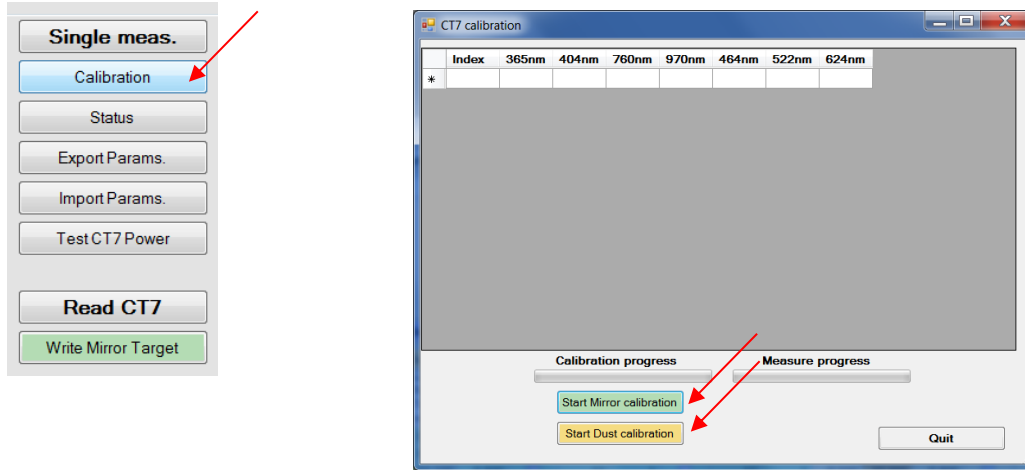 Single meas.
Calibration
Status
Export Params.
Import Params.
Test CT7 Power
Read CT7
Write Mirror Target
CT7 calibration
Index 365nm 404nm 760nm 970nm 464nm 522nm 624nm
*
Calibration progress Measure progress
Start Mirror calibration
Start Dust calibration
Quit